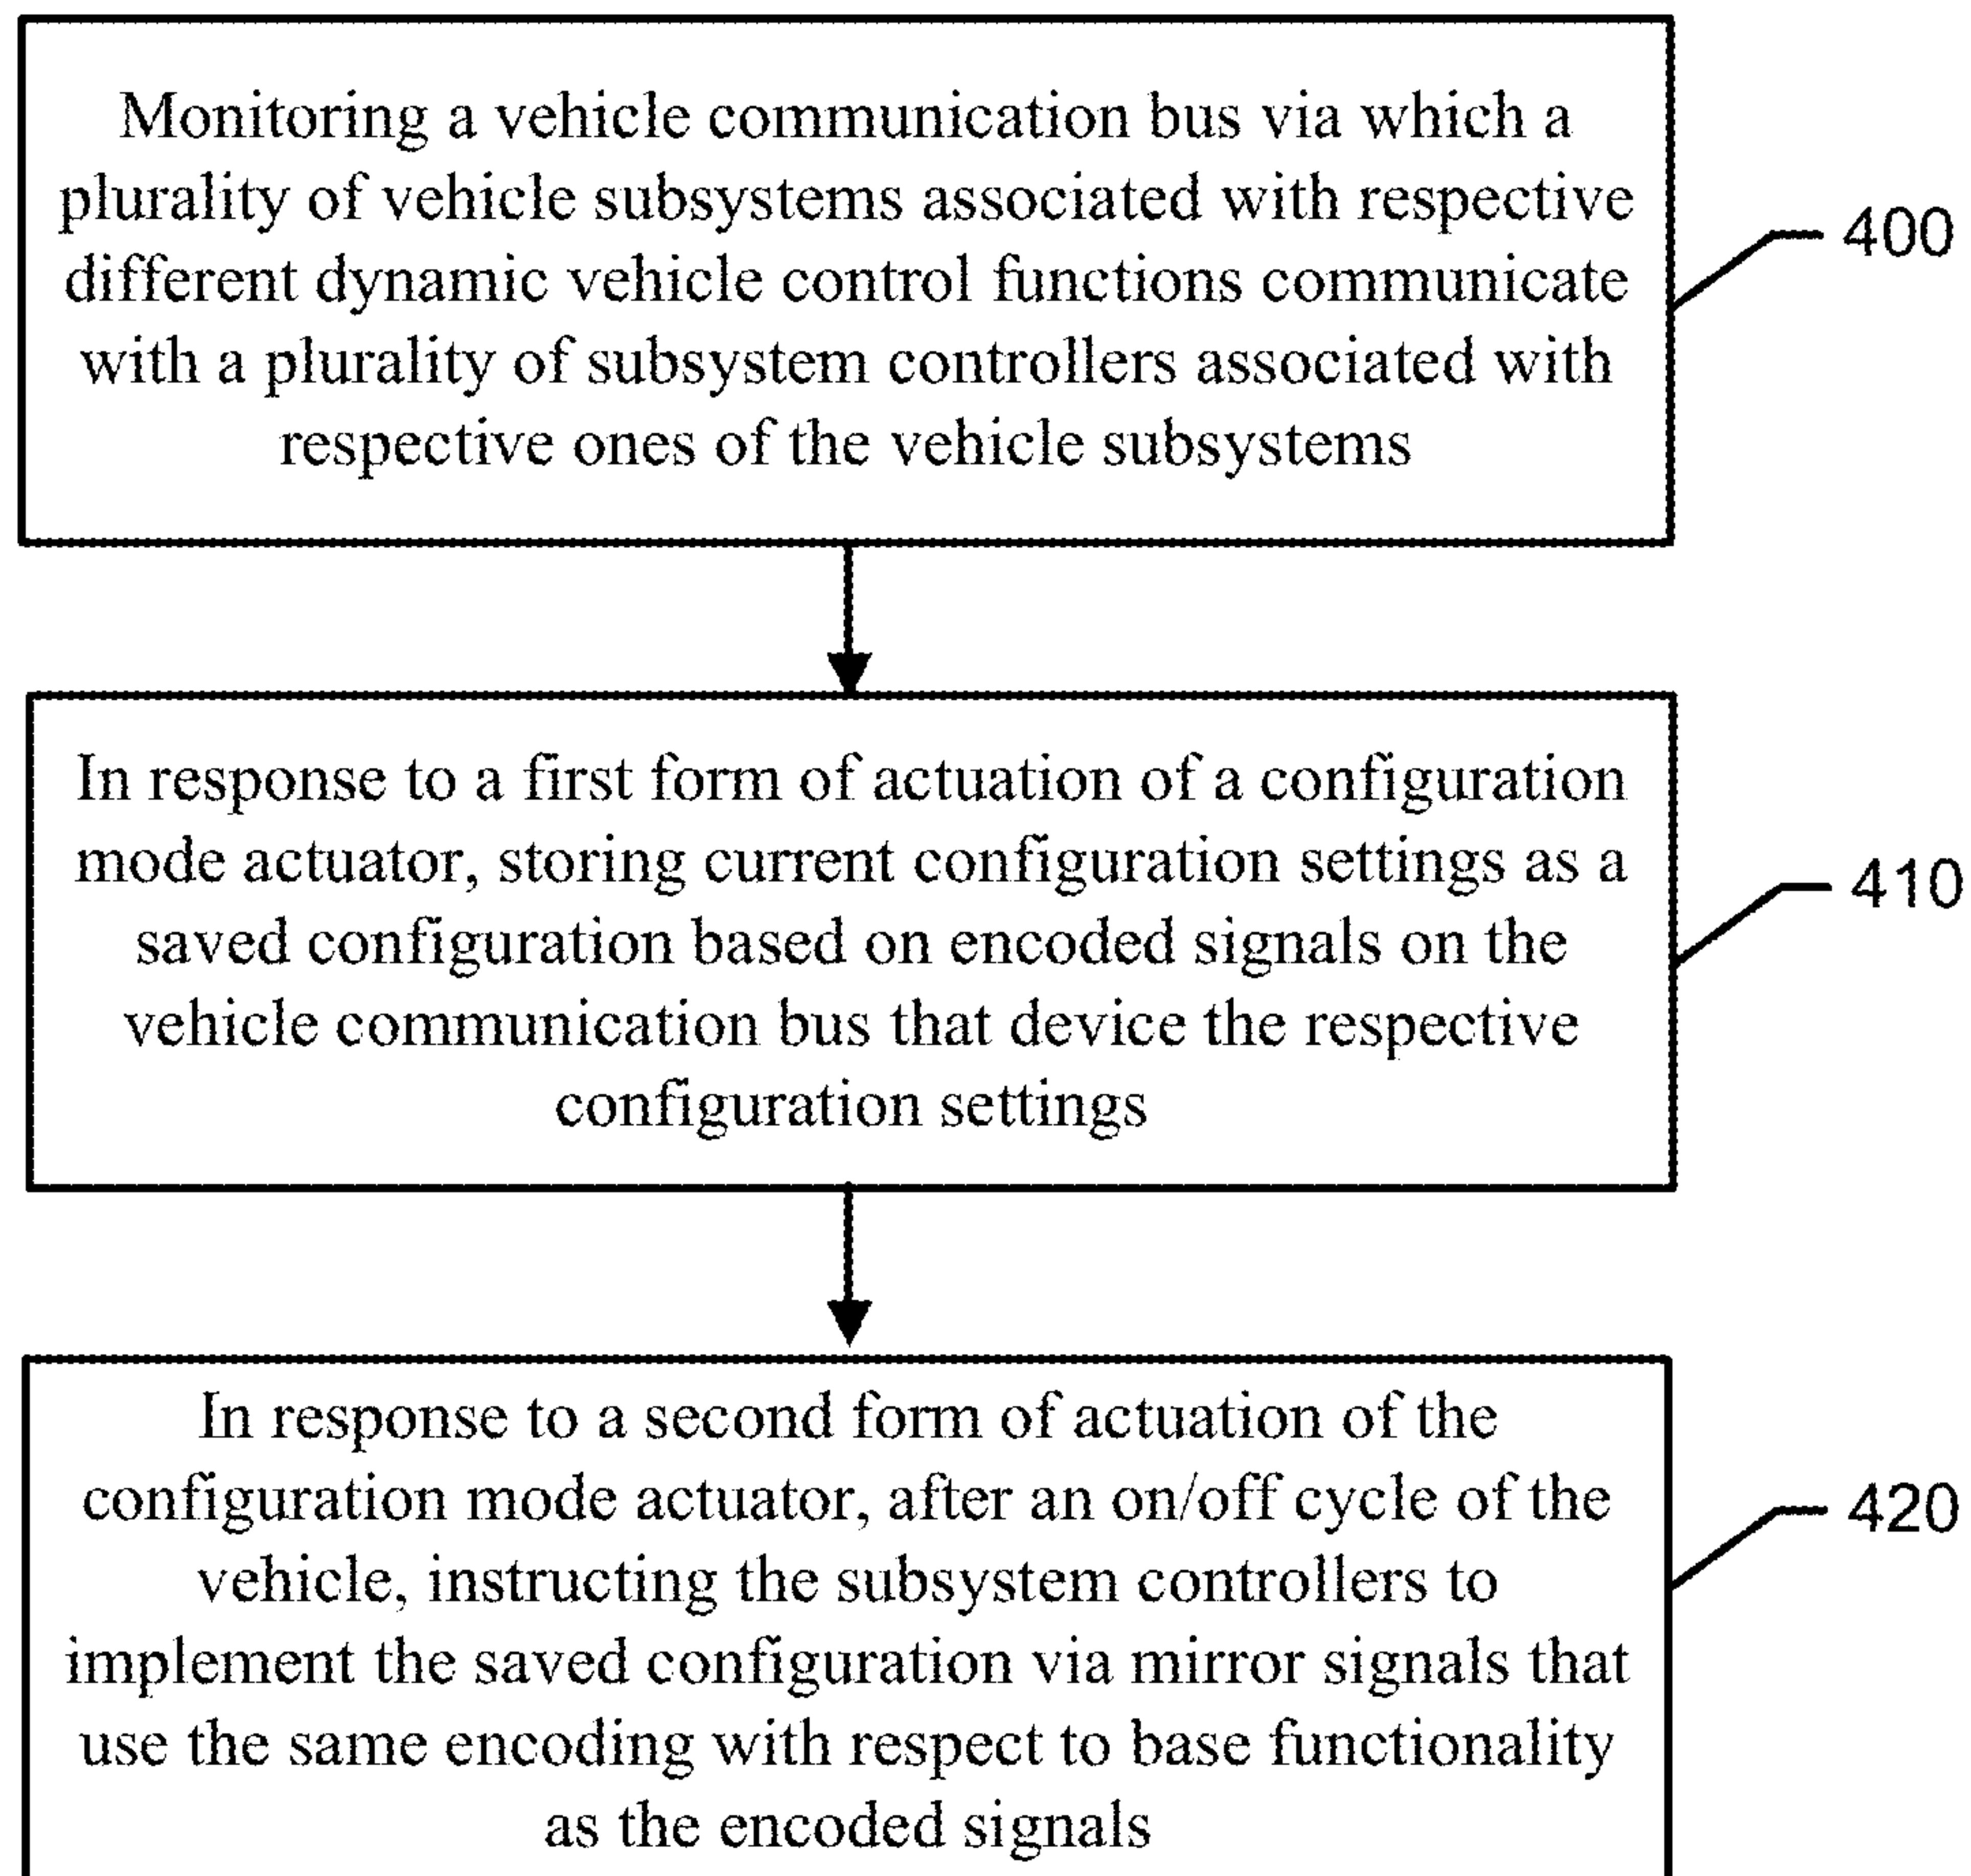 Monitoring a vehicle communication bus via which a
plurality of vehicle subsystems associated with respective
different dynamic vehicle control functions communicate
with a plurality of subsystem controllers associated with
respective ones of the vehicle subsystems
400
In response to a first form of actuation of a configuration
mode actuator, storing current configuration settings as a
saved configuration based on encoded signals on the
vehicle communication bus that device the respective
configuration settings
410
In response to a second form of actuation of the
configuration mode actuator, after an on/off cycle of the
vehicle, instructing the subsystem controllers to
implement the saved configuration via mirror signals that
use the same encoding with respect to base functionality
as the encoded signals
420